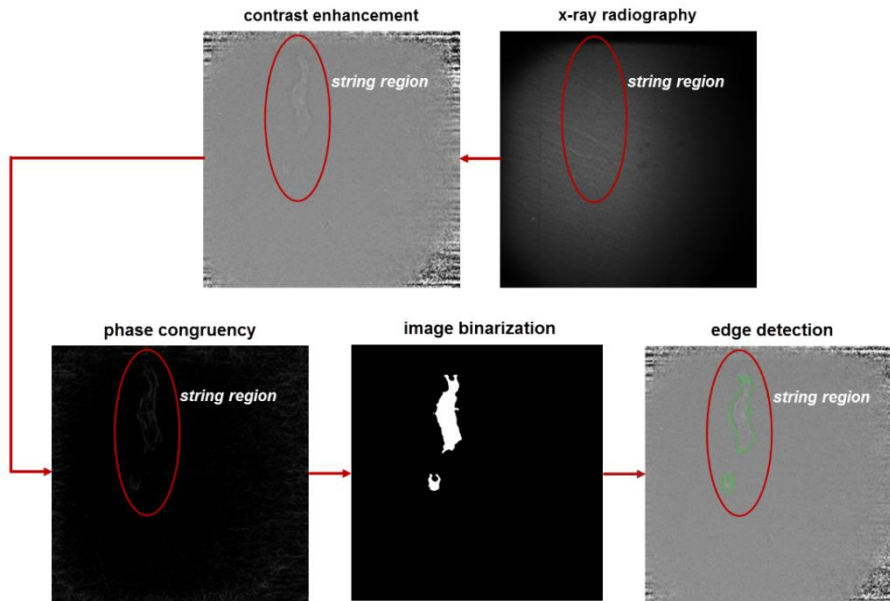 contrast enhancement
x-ray radiography
string region
string region
phase congruency
image binarization
edge detection
string region
string region